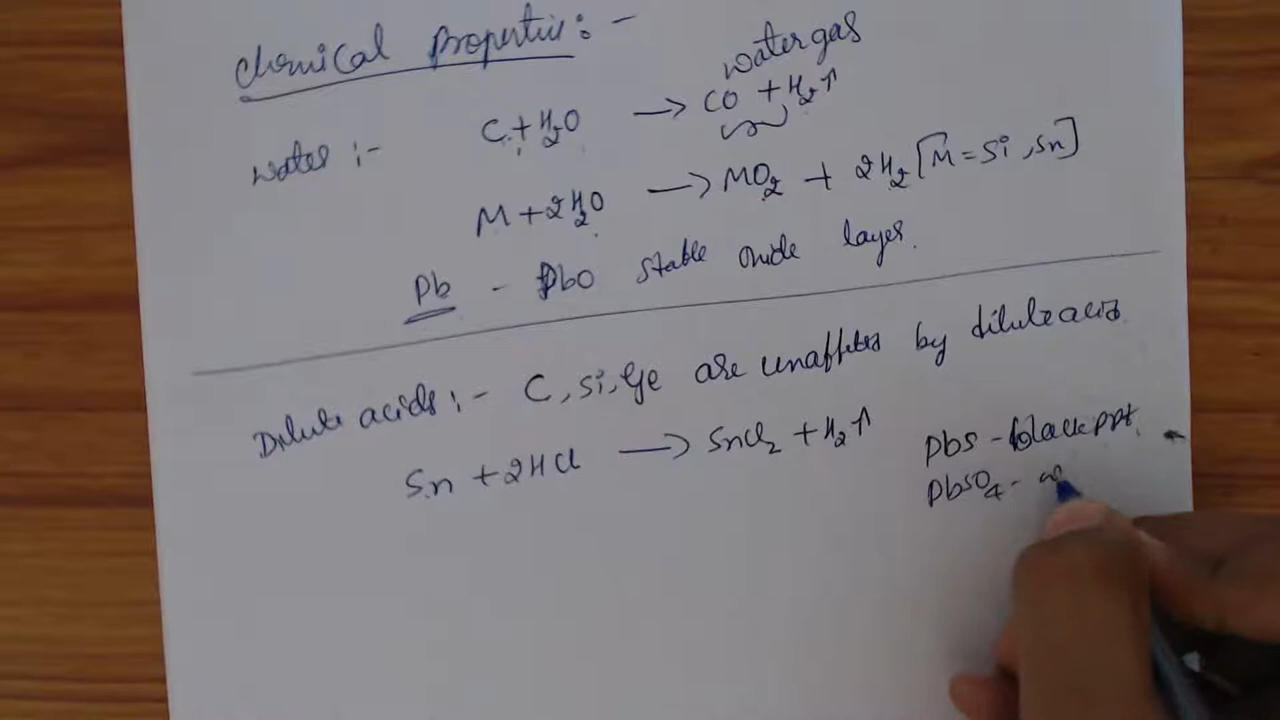 Chemical Properties:-
water gas
water :- C + H2O → CO + H2↑
M + 2H2O → MO2 + 2H2 [M = Si, Sn]
Pb - PbO stable oxide layer.
Dilute acids :- C, Si, Ge are unaffected by dilute acid
Sn + 2HCl → SnCl2 + H2↑
PbS - black ppt.
PbSO4 -